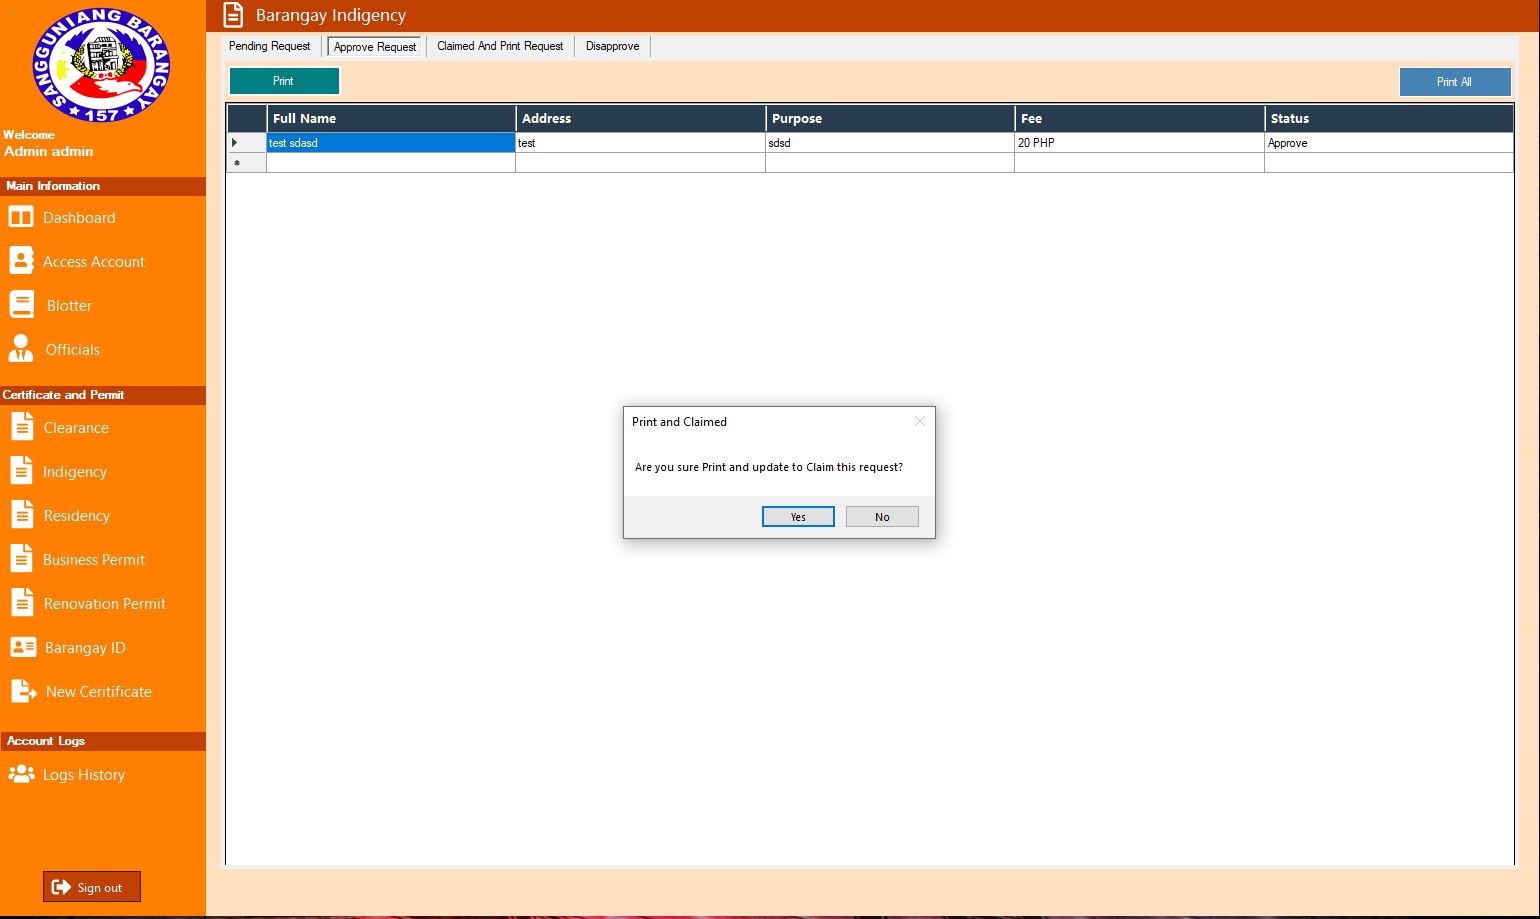 SANGGUNIANG BARANGAY
157
Welcome
Admin admin
Main Information
Dashboard
Access Account
Blotter
Officials
Certificate and Permit
Clearance
Indigency
Residency
Business Permit
Renovation Permit
Barangay ID
New Ceritificate
Account Logs
Logs History
Sign out
Barangay Indigency
Pending Request Approve Request Claimed And Print Request Disapprove
Print Print All
Full Name Address Purpose Fee Status
test sdasd test sdsd 20 PHP Approve
Print and Claimed
Are you sure Print and update to Claim this request?
Yes No